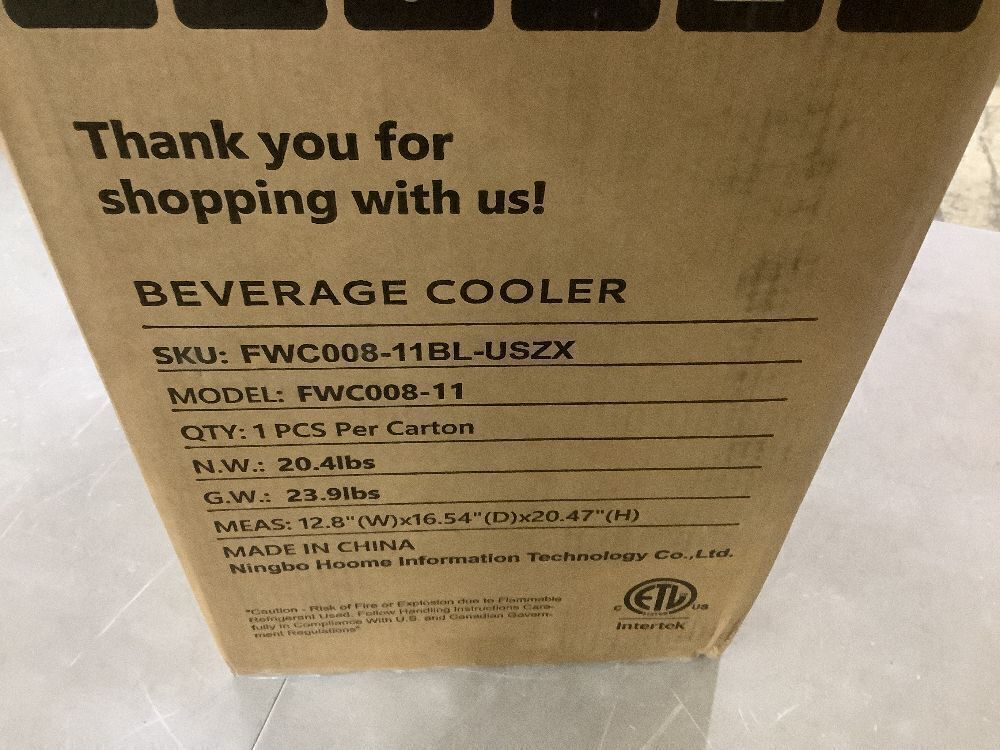 Thank you for
shopping with us!
BEVERAGE COOLER
SKU: FWC008-11BL-USZX
MODEL: FWC008-11
QTY: 1 PCS Per Carton
N.W.: 20.4lbs
G.W.: 23.9lbs
MEAS: 12.8"(W)x16.54"(D)x20.47"(H)
MADE IN CHINA
Ningbo Hoome Information Technology Co.,Ltd.
"Caution - Risk of Fire or Explosion due to Flammable
Refrigerant Used. Follow Handling Instructions Care-
fully in Compliance With U.S. and Canadian Govern-
ment Regulations"
C ETL US
Intertek